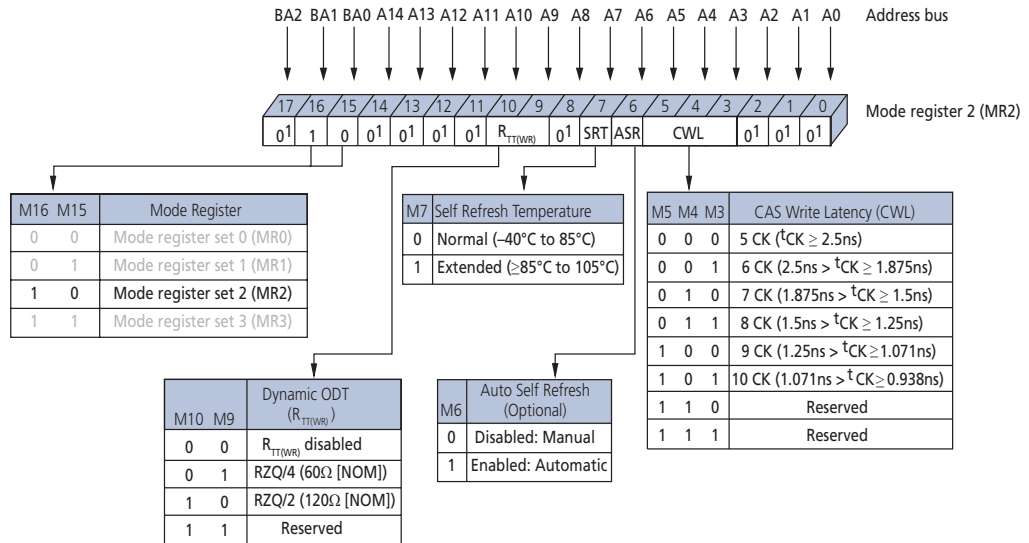 BA2 BA1 BA0 A14 A13 A12 A11 A10 A9 A8 A7 A6 A5 A4 A3 A2 A1 A0 Address bus
17 16 15 14 13 12 11 10 9 8 7 6 5 4 3 2 1 0
Mode register 2 (MR2)
0¹ 1 0 0¹ 0¹ 0¹ 0¹ RTT(WR) 0¹ SRT ASR CWL 0¹ 0¹ 0¹
M16 M15 Mode Register
0 0 Mode register set 0 (MR0)
0 1 Mode register set 1 (MR1)
1 0 Mode register set 2 (MR2)
1 1 Mode register set 3 (MR3)
M7 Self Refresh Temperature
0 Normal (–40°C to 85°C)
1 Extended (≥85°C to 105°C)
M5 M4 M3 CAS Write Latency (CWL)
0 0 0 5 CK (tCK ≥ 2.5ns)
0 0 1 6 CK (2.5ns > tCK ≥ 1.875ns)
0 1 0 7 CK (1.875ns > tCK ≥ 1.5ns)
0 1 1 8 CK (1.5ns > tCK ≥ 1.25ns)
1 0 0 9 CK (1.25ns > tCK ≥1.071ns)
1 0 1 10 CK (1.071ns > tCK ≥ 0.938ns)
1 1 0 Reserved
1 1 1 Reserved
M10 M9 Dynamic ODT
(RTT(WR))
0 0 RTT(WR) disabled
0 1 RZQ/4 (60Ω [NOM])
1 0 RZQ/2 (120Ω [NOM])
1 1 Reserved
M6 Auto Self Refresh
(Optional)
0 Disabled: Manual
1 Enabled: Automatic